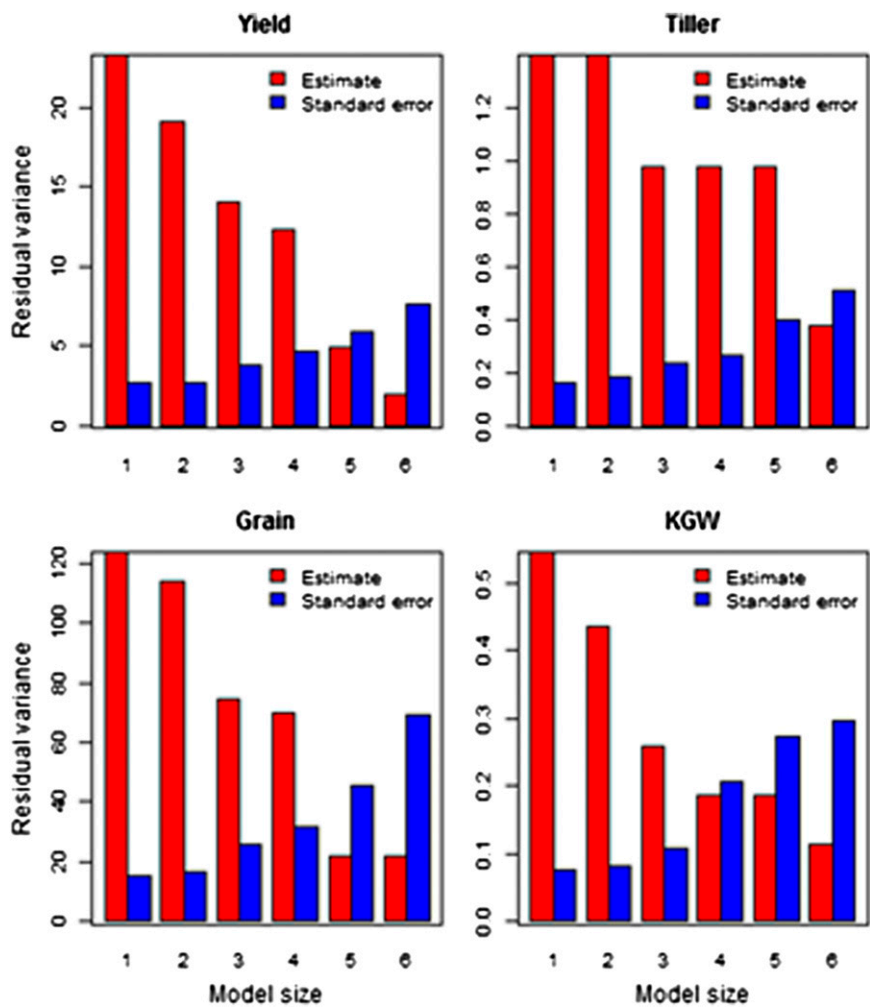 Yield
Estimate
Standard error
Residual variance
0 5 10 15 20
1 2 3 4 5 6
Tiller
Estimate
Standard error
0.0 0.2 0.4 0.6 0.8 1.0 1.2
1 2 3 4 5 6
Grain
Estimate
Standard error
Residual variance
0 20 40 60 80 100 120
1 2 3 4 5 6
Model size
KGW
Estimate
Standard error
0.0 0.1 0.2 0.3 0.4 0.5
1 2 3 4 5 6
Model size